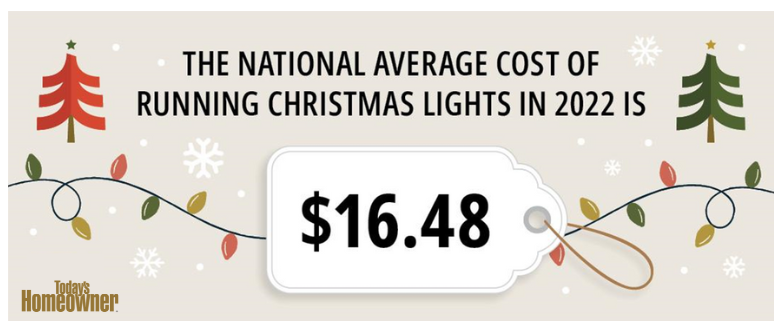 THE NATIONAL AVERAGE COST OF
RUNNING CHRISTMAS LIGHTS IN 2022 IS
$16.48
Today's
Homeowner